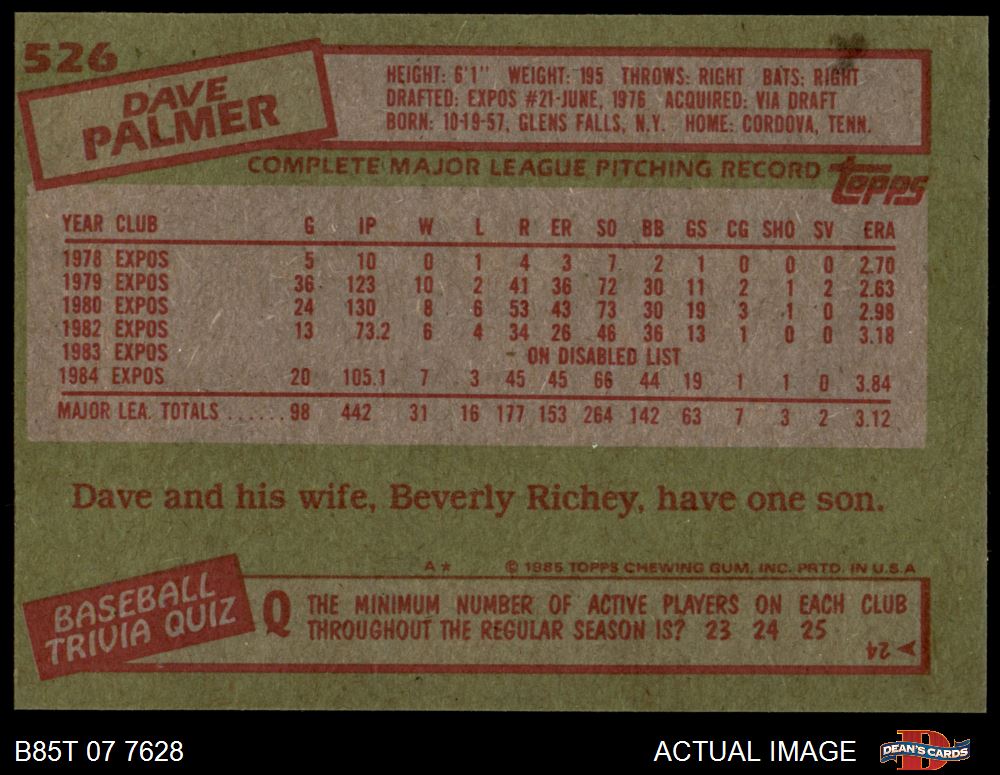 526
DAVE
PALMER
HEIGHT: 6'1" WEIGHT: 195 THROWS: RIGHT BATS: RIGHT
DRAFTED: EXPOS #21-JUNE, 1976 ACQUIRED: VIA DRAFT
BORN: 10-19-57, GLENS FALLS, N.Y. HOME: CORDOVA, TENN.
COMPLETE MAJOR LEAGUE PITCHING RECORD
Topps
YEAR CLUB G IP W L R ER SO BB GS CG SHO SV ERA
1978 EXPOS 5 10 0 1 4 3 7 2 1 0 0 0 2.70
1979 EXPOS 36 123 10 2 41 36 72 30 11 2 1 2 2.63
1980 EXPOS 24 130 8 6 53 43 73 30 19 3 1 0 2.98
1982 EXPOS 13 73.2 6 4 34 26 46 36 13 1 0 0 3.18
1983 EXPOS - ON DISABLED LIST
1984 EXPOS 20 105.1 7 3 45 45 66 44 19 1 1 0 3.84
MAJOR LEA. TOTALS ...... 98 442 31 16 177 153 264 142 63 7 3 2 3.12
Dave and his wife, Beverly Richey, have one son.
A* © 1985 TOPPS CHEWING GUM, INC. PRTD. IN U.S.A
BASEBALL
TRIVIA QUIZ
Q THE MINIMUM NUMBER OF ACTIVE PLAYERS ON EACH CLUB
THROUGHOUT THE REGULAR SEASON IS? 23 24 25
A 24
B85T 07 7628
ACTUAL IMAGE
D
DEAN'S CARDS